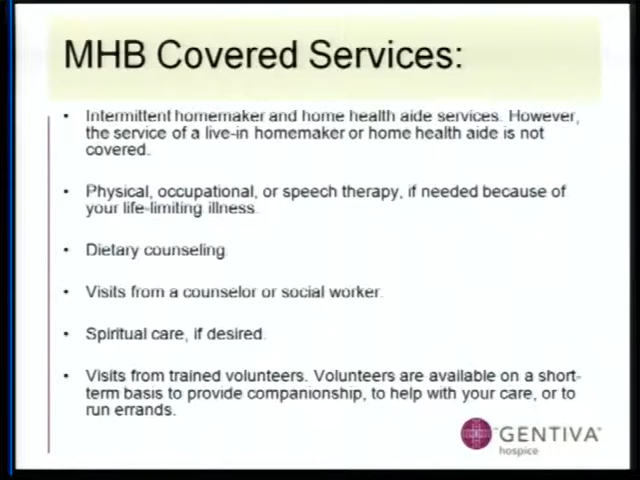 MHB Covered Services:
• Intermittent homemaker and home health aide services. However,
the service of a live-in homemaker or home health aide is not
covered.
• Physical, occupational, or speech therapy, if needed because of
your life-limiting illness.
• Dietary counseling.
• Visits from a counselor or social worker.
• Spiritual care, if desired.
• Visits from trained volunteers. Volunteers are available on a short-
term basis to provide companionship, to help with your care, or to
run errands.
GENTIVA
hospice